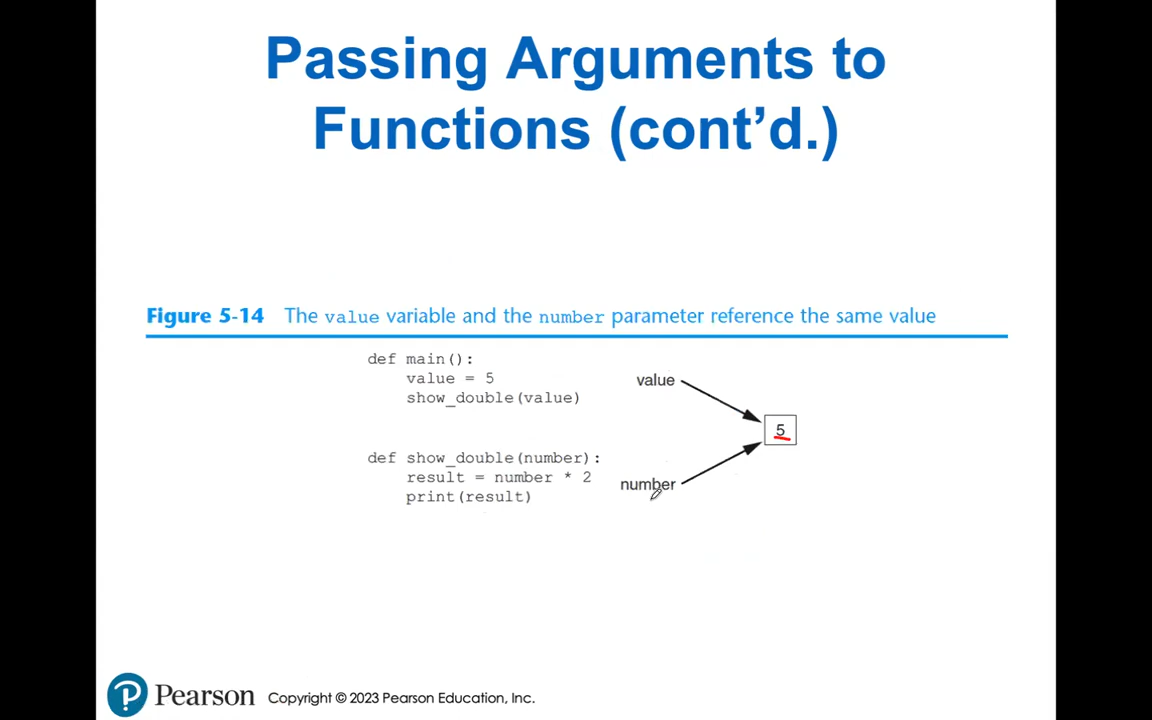 Passing Arguments to
Functions (cont’d.)
Figure 5-14 The value variable and the number parameter reference the same value
def main():
    value = 5
    show_double(value)
def show_double(number):
    result = number * 2
    print(result)
value
5
number
Pearson Copyright © 2023 Pearson Education, Inc.